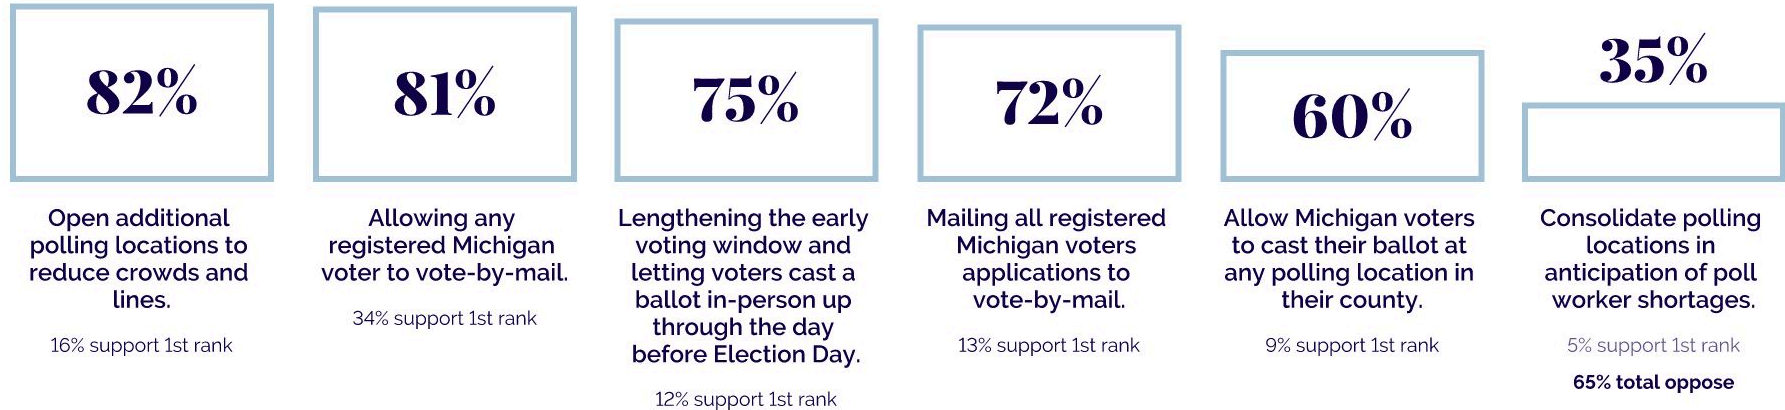 82%
Open additional
polling locations to
reduce crowds and
lines.
16% support 1st rank
81%
Allowing any
registered Michigan
voter to vote-by-mail.
34% support 1st rank
75%
Lengthening the early
voting window and
letting voters cast a
ballot in-person up
through the day
before Election Day.
12% support 1st rank
72%
Mailing all registered
Michigan voters
applications to
vote-by-mail.
13% support 1st rank
60%
Allow Michigan voters
to cast their ballot at
any polling location in
their county.
9% support 1st rank
35%
Consolidate polling
locations in
anticipation of poll
worker shortages.
5% support 1st rank
65% total oppose